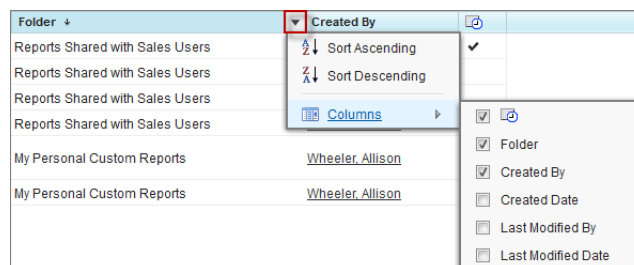 Folder ↓ Created By
Reports Shared with Sales Users
Reports Shared with Sales Users
Reports Shared with Sales Users
Reports Shared with Sales Users
My Personal Custom Reports Wheeler, Allison
My Personal Custom Reports Wheeler, Allison
A Z Sort Ascending
Z A Sort Descending
Columns
Folder
Created By
Created Date
Last Modified By
Last Modified Date